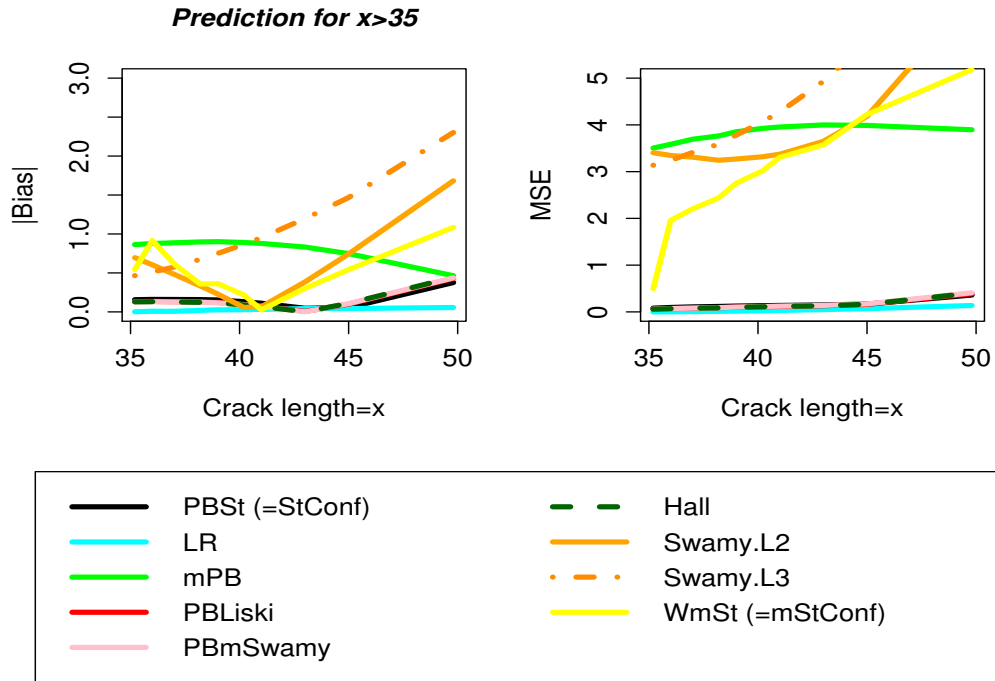 Prediction for x>35
|Bias|
0.0
1.0
2.0
3.0
35
40
45
50
Crack length=x
MSE
0
1
2
3
4
5
35
40
45
50
Crack length=x
PBSt (=StConf)
LR
mPB
PBLiski
PBmSwamy
Hall
Swamy.L2
Swamy.L3
WmSt (=mStConf)